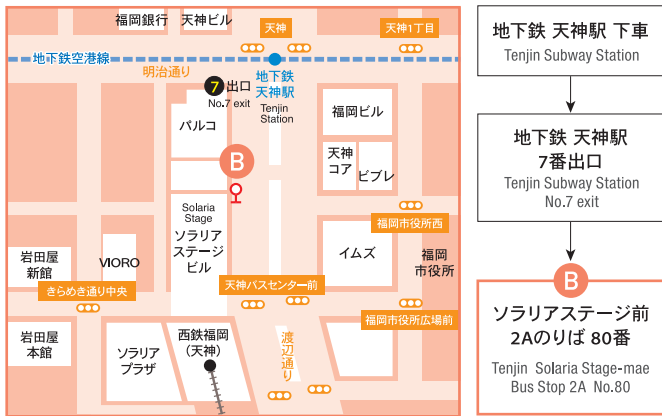 福岡銀行
天神ビル
天神
天神1丁目
地下鉄空港線
明治通り
7
出口
No.7 exit
地下鉄
天神駅
Tenjin
Station
パルコ
福岡ビル
B
天神
コア
ビブレ
Solaria
Stage
ソラリア
ステージ
ビル
福岡市役所西
岩田屋
新館
VIORO
イムズ
福岡
市役所
きらめき通り中央
天神バスセンター前
福岡市役所広場前
岩田屋
本館
ソラリア
プラザ
西鉄福岡
(天神)
渡辺通り
地下鉄 天神駅 下車
Tenjin Subway Station
地下鉄 天神駅
7番出口
Tenjin Subway Station
No.7 exit
B
ソラリアステージ前
2Aのりば 80番
Tenjin Solaria Stage-mae
Bus Stop 2A No.80